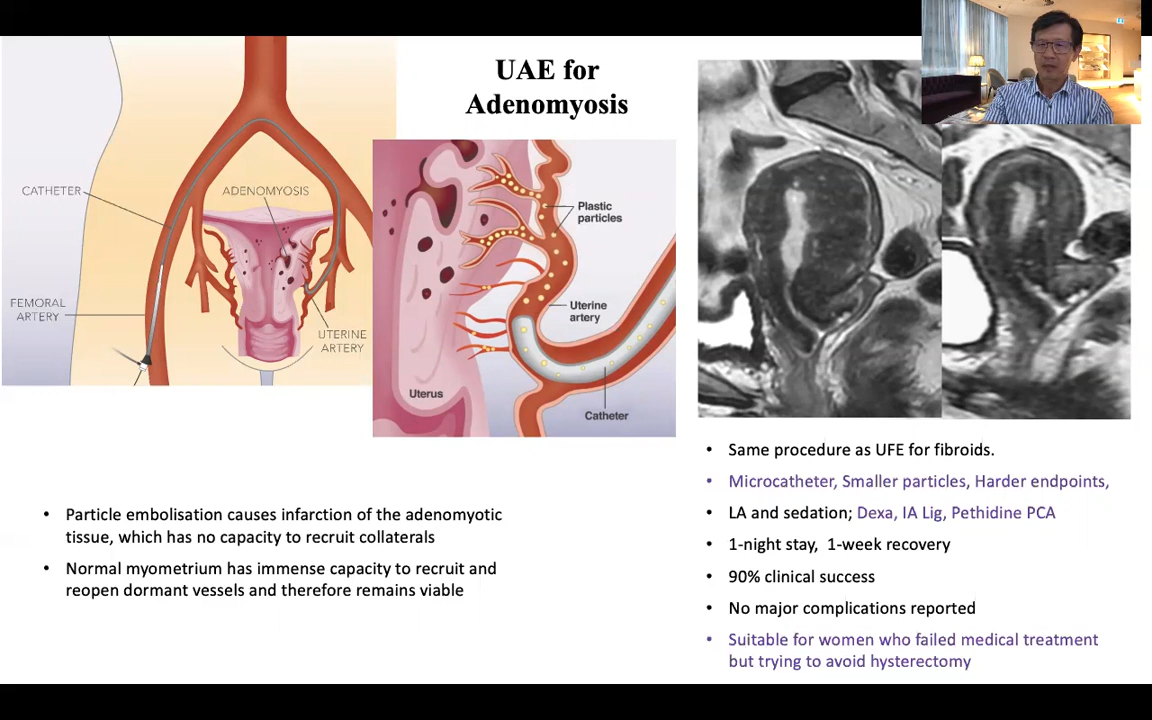 UAE for
Adenomyosis
CATHETER
ADENOMYOSIS
FEMORAL
ARTERY
UTERINE
ARTERY
Plastic
particles
Uterine
artery
Uterus
Catheter
• Particle embolisation causes infarction of the adenomyotic
tissue, which has no capacity to recruit collaterals
• Normal myometrium has immense capacity to recruit and
reopen dormant vessels and therefore remains viable
• Same procedure as UFE for fibroids.
• Microcatheter, Smaller particles, Harder endpoints,
• LA and sedation; Dexa, IA Lig, Pethidine PCA
• 1-night stay, 1-week recovery
• 90% clinical success
• No major complications reported
• Suitable for women who failed medical treatment
but trying to avoid hysterectomy